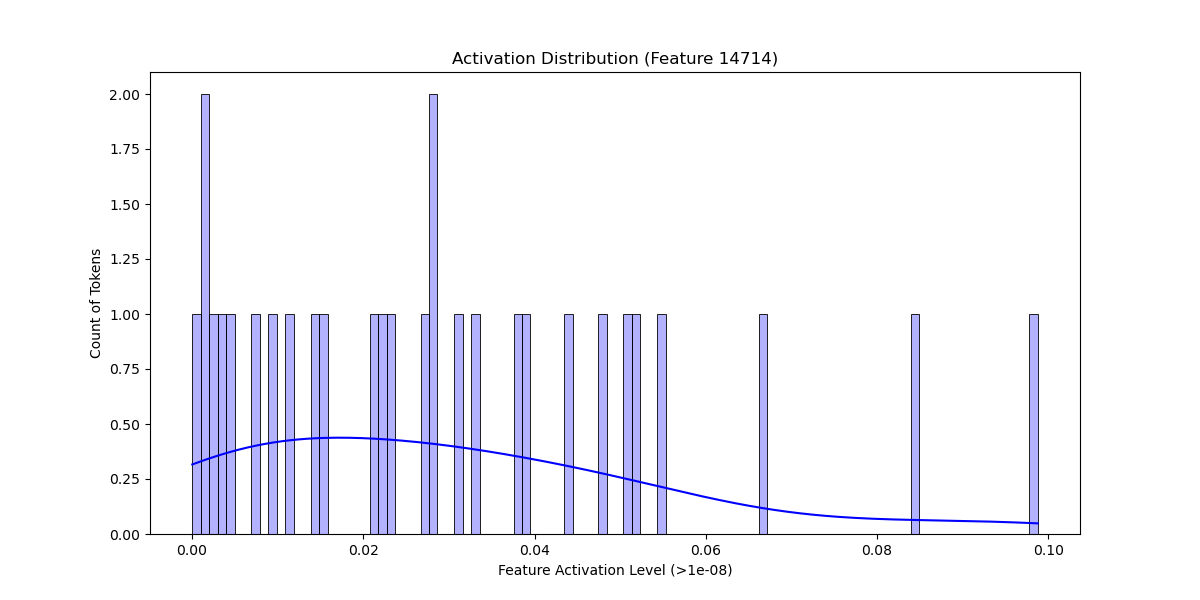 Activation Distribution (Feature 14714)
Count of Tokens
2.00
1.75
1.50
1.25
1.00
0.75
0.50
0.25
0.00
0.00 0.02 0.04 0.06 0.08 0.10
Feature Activation Level (>1e-08)